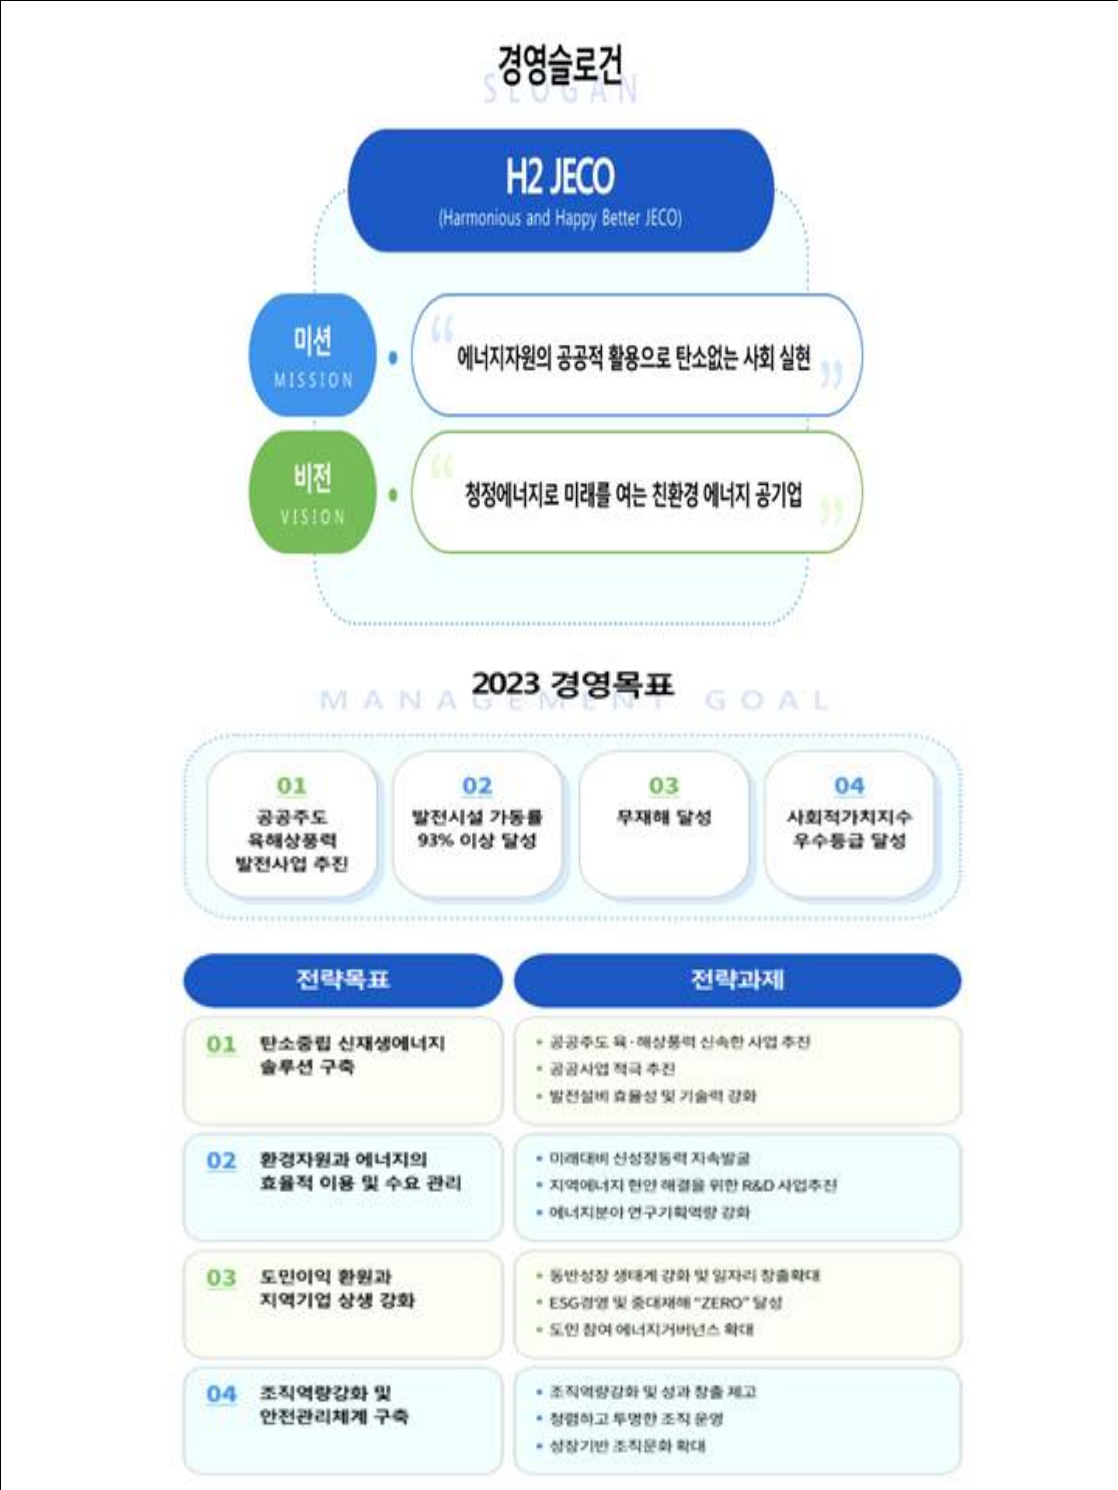 경영슬로건
SLOGAN
H2 JECO
(Harmonious and Happy Better JECO)
미션
MISSION
“에너지자원의 공공적 활용으로 탄소없는 사회 실현”
비전
VISION
“청정에너지로 미래를 여는 친환경 에너지 공기업”
2023 경영목표
MANAGEMENT GOAL
01
공공주도
육해상풍력
발전사업 추진
02
발전시설 가동률
93% 이상 달성
03
무재해 달성
04
사회적가치지수
우수등급 달성
전략목표
전략과제
01 탄소중립 신재생에너지
솔루션 구축
• 공공주도 육·해상풍력 신속한 사업 추진
• 공공사업 적극 추진
• 발전설비 효율성 및 기술력 강화
02 환경자원과 에너지의
효율적 이용 및 수요 관리
• 미래대비 신성장동력 지속발굴
• 지역에너지 현안 해결을 위한 R&D 사업추진
• 에너지분야 연구기획역량 강화
03 도민이익 환원과
지역기업 상생 강화
• 동반성장 생태계 강화 및 일자리 창출확대
• ESG경영 및 중대재해 “ZERO” 달성
• 도민 참여 에너지거버넌스 확대
04 조직역량강화 및
안전관리체계 구축
• 조직역량강화 및 성과 창출 제고
• 청렴하고 투명한 조직 운영
• 성장기반 조직문화 확대